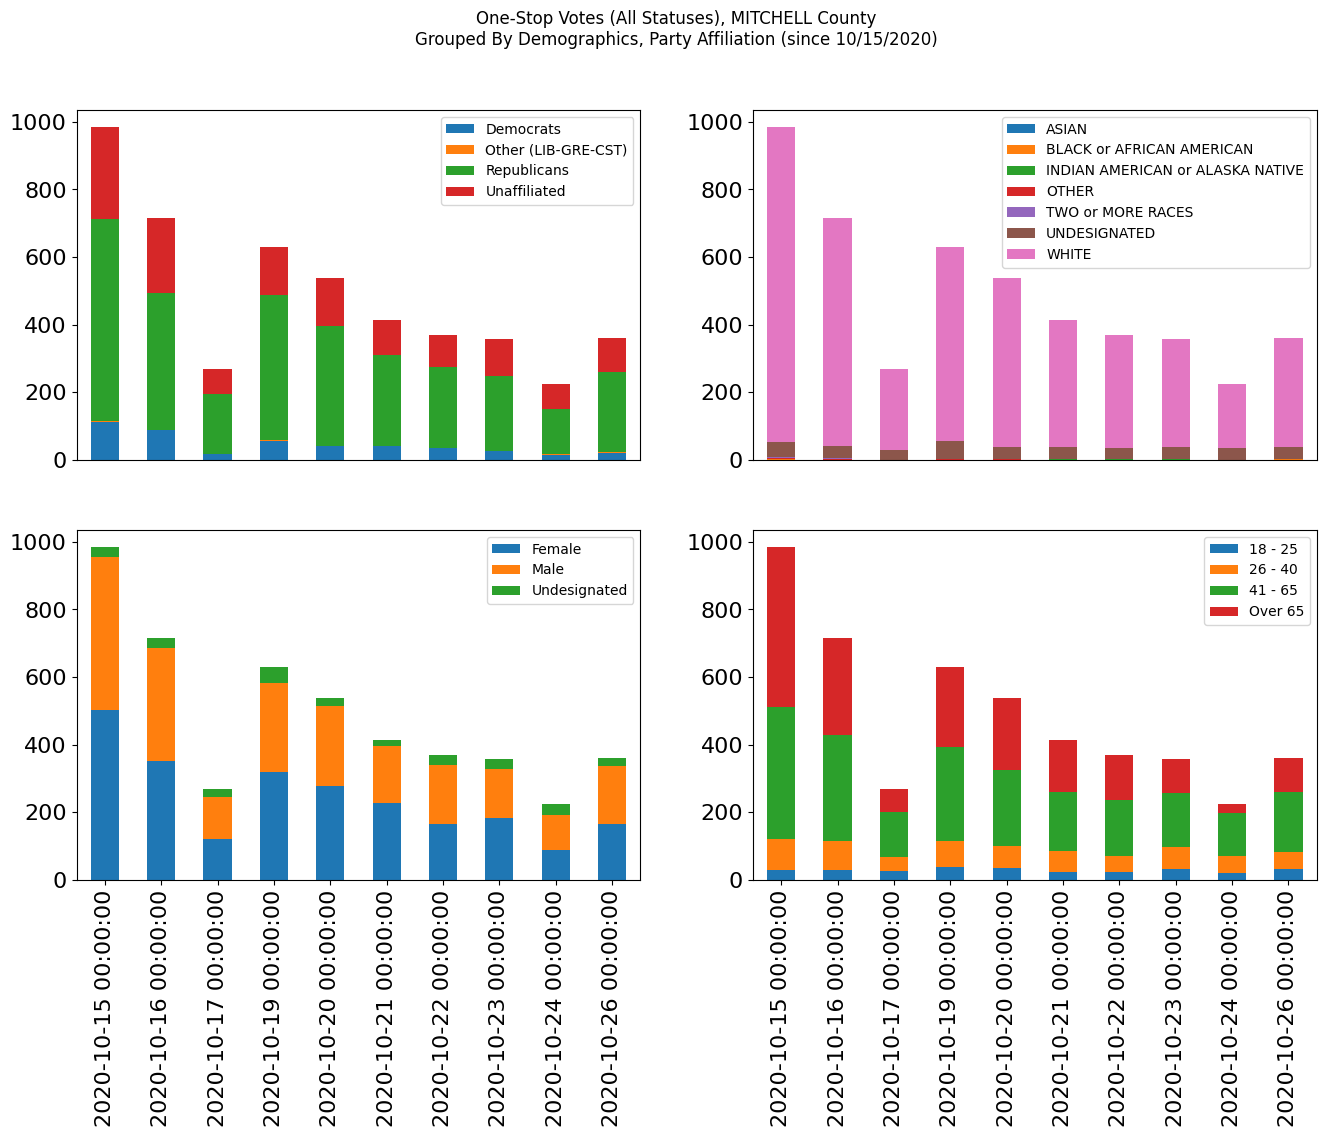 One-Stop Votes (All Statuses), MITCHELL County
Grouped By Demographics, Party Affiliation (since 10/15/2020)
1000
800
600
400
200
0
Democrats
Other (LIB-GRE-CST)
Republicans
Unaffiliated
1000
800
600
400
200
0
ASIAN
BLACK or AFRICAN AMERICAN
INDIAN AMERICAN or ALASKA NATIVE
OTHER
TWO or MORE RACES
UNDESIGNATED
WHITE
1000
800
600
400
200
0
Female
Male
Undesignated
2020-10-15 00:00:00
2020-10-16 00:00:00
2020-10-17 00:00:00
2020-10-19 00:00:00
2020-10-20 00:00:00
2020-10-21 00:00:00
2020-10-22 00:00:00
2020-10-23 00:00:00
2020-10-24 00:00:00
2020-10-26 00:00:00
1000
800
600
400
200
0
18 - 25
26 - 40
41 - 65
Over 65
2020-10-15 00:00:00
2020-10-16 00:00:00
2020-10-17 00:00:00
2020-10-19 00:00:00
2020-10-20 00:00:00
2020-10-21 00:00:00
2020-10-22 00:00:00
2020-10-23 00:00:00
2020-10-24 00:00:00
2020-10-26 00:00:00